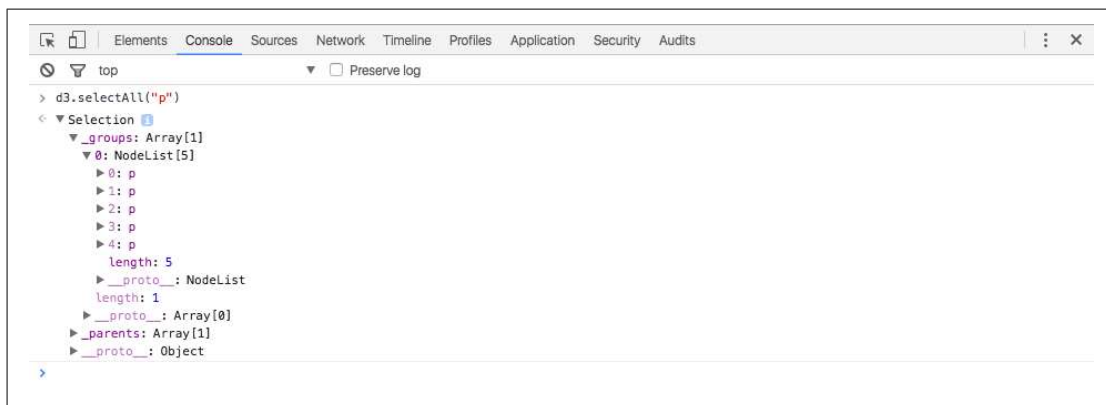 Elements Console Sources Network Timeline Profiles Application Security Audits
top Preserve log
> d3.selectAll("p")
Selection i
_groups: Array[1]
0: NodeList[5]
0: p
1: p
2: p
3: p
4: p
length: 5
__proto__: NodeList
length: 1
__proto__: Array[0]
_parents: Array[1]
__proto__: Object
>